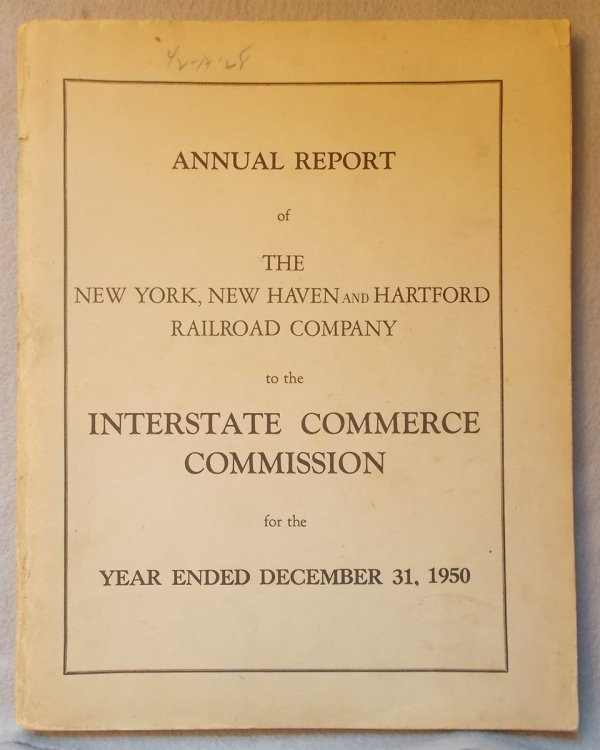 ANNUAL REPORT
of
THE
NEW YORK, NEW HAVEN AND HARTFORD
RAILROAD COMPANY
to the
INTERSTATE COMMERCE
COMMISSION
for the
YEAR ENDED DECEMBER 31, 1950